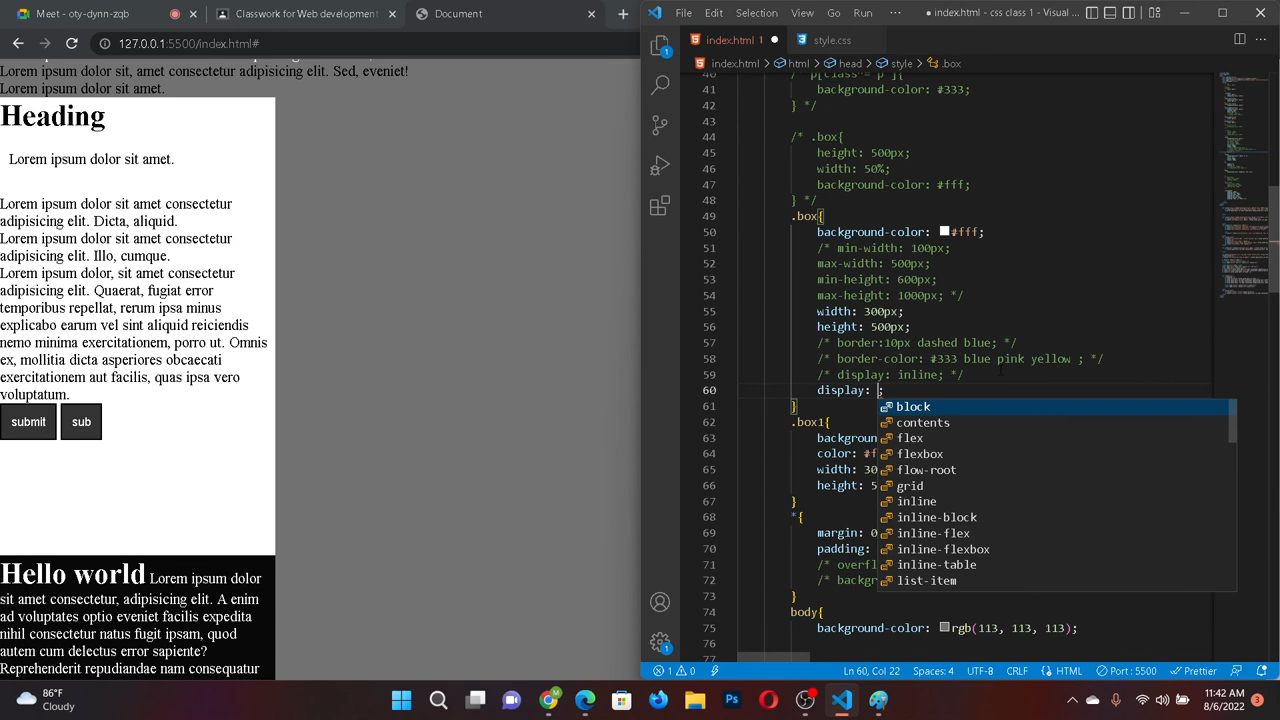 Meet - oty-dynn-zqb
Classwork for Web development
Document
127.0.0.1:5500/index.html#
Lorem ipsum dolor sit, amet consectetur adipisicing elit. Sed, eveniet!
Lorem ipsum dolor sit amet.
Heading
Lorem ipsum dolor sit amet.
Lorem ipsum dolor sit amet consectetur
adipisicing elit. Dicta, aliquid.
Lorem ipsum dolor sit amet consectetur
adipisicing elit. Illo, cumque.
Lorem ipsum dolor, sit amet consectetur
adipisicing elit. Quaerat, fugiat error
temporibus repellat, rerum ipsa minus
explicabo earum vel sint aliquid reiciendis
nemo minima exercitationem, porro ut. Omnis
ex, mollitia dicta asperiores obcaecati
exercitationem aut facilis, quas ipsa vero
voluptatum.
submit sub
Hello world Lorem ipsum dolor
sit amet consectetur, adipisicing elit. A enim
ad voluptates optio eveniet facilis expedita
nihil consectetur natus fugit ipsam, quod
autem cum delectus error sapiente?
Reprehenderit repudiandae nam consequatur
File Edit Selection View Go Run ··· ● index.html - css class 1 - Visual ...
index.html 1 ● style.css
index.html > html > head > style > .box
40 /* p[class^= p ]{
41 background-color: #333;
42 } */
43
44 /* .box{
45 height: 500px;
46 width: 50%;
47 background-color: #fff;
48 } */
49 .box{
50 background-color: #fff;
51 /* min-width: 100px;
52 max-width: 500px;
53 min-height: 600px;
54 max-height: 1000px; */
55 width: 300px;
56 height: 500px;
57 /* border:10px dashed blue; */
58 /* border-color: #333 blue pink yellow ; */
59 /* display: inline; */
60 display: ;
61 }
62 .box1{
63 backgroun
64 color: #f
65 width: 30
66 height: 5
67 }
68 *{
69 margin: 0
70 padding:
71 /* overfl
72 /* backgr
73 }
74 body{
75 background-color: rgb(113, 113, 113);
76
77
block
contents
flex
flexbox
flow-root
grid
inline
inline-block
inline-flex
inline-flexbox
inline-table
list-item
1 0 Ln 60, Col 22 Spaces: 4 UTF-8 CRLF HTML Port : 5500 Prettier
86°F
Cloudy
11:42 AM
8/6/2022
3